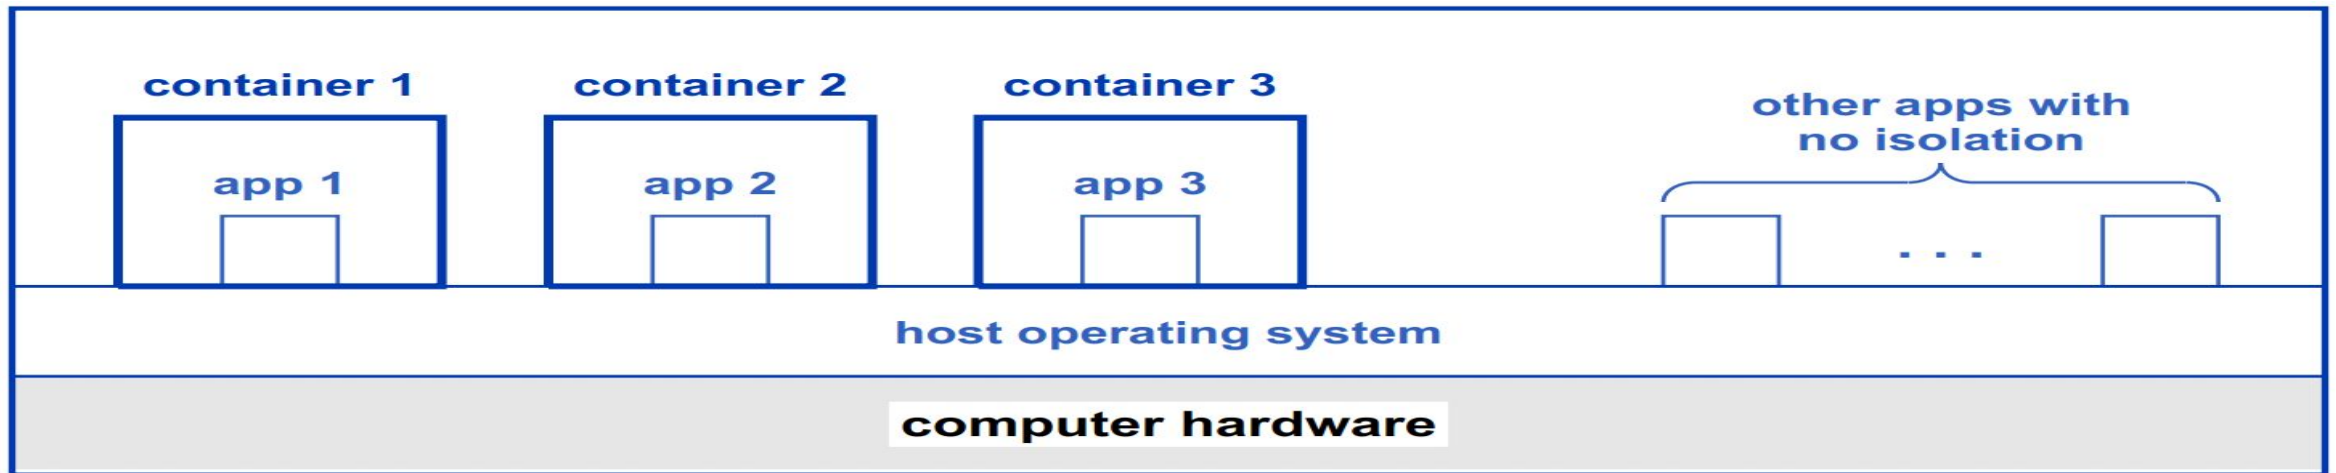 container 1
container 2
container 3
other apps with
no isolation
app 1
app 2
app 3
. . .
host operating system
computer hardware